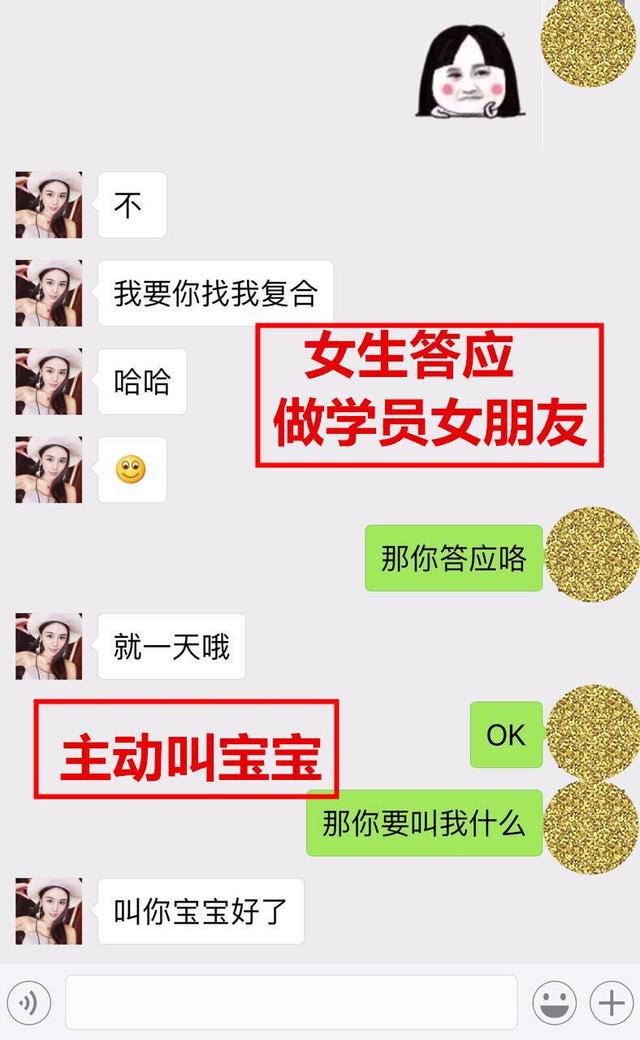 不
我要你找我复合
女生答应
做学员女朋友
哈哈
那你答应咯
就一天哦
OK
主动叫宝宝
那你要叫我什么
叫你宝宝好了